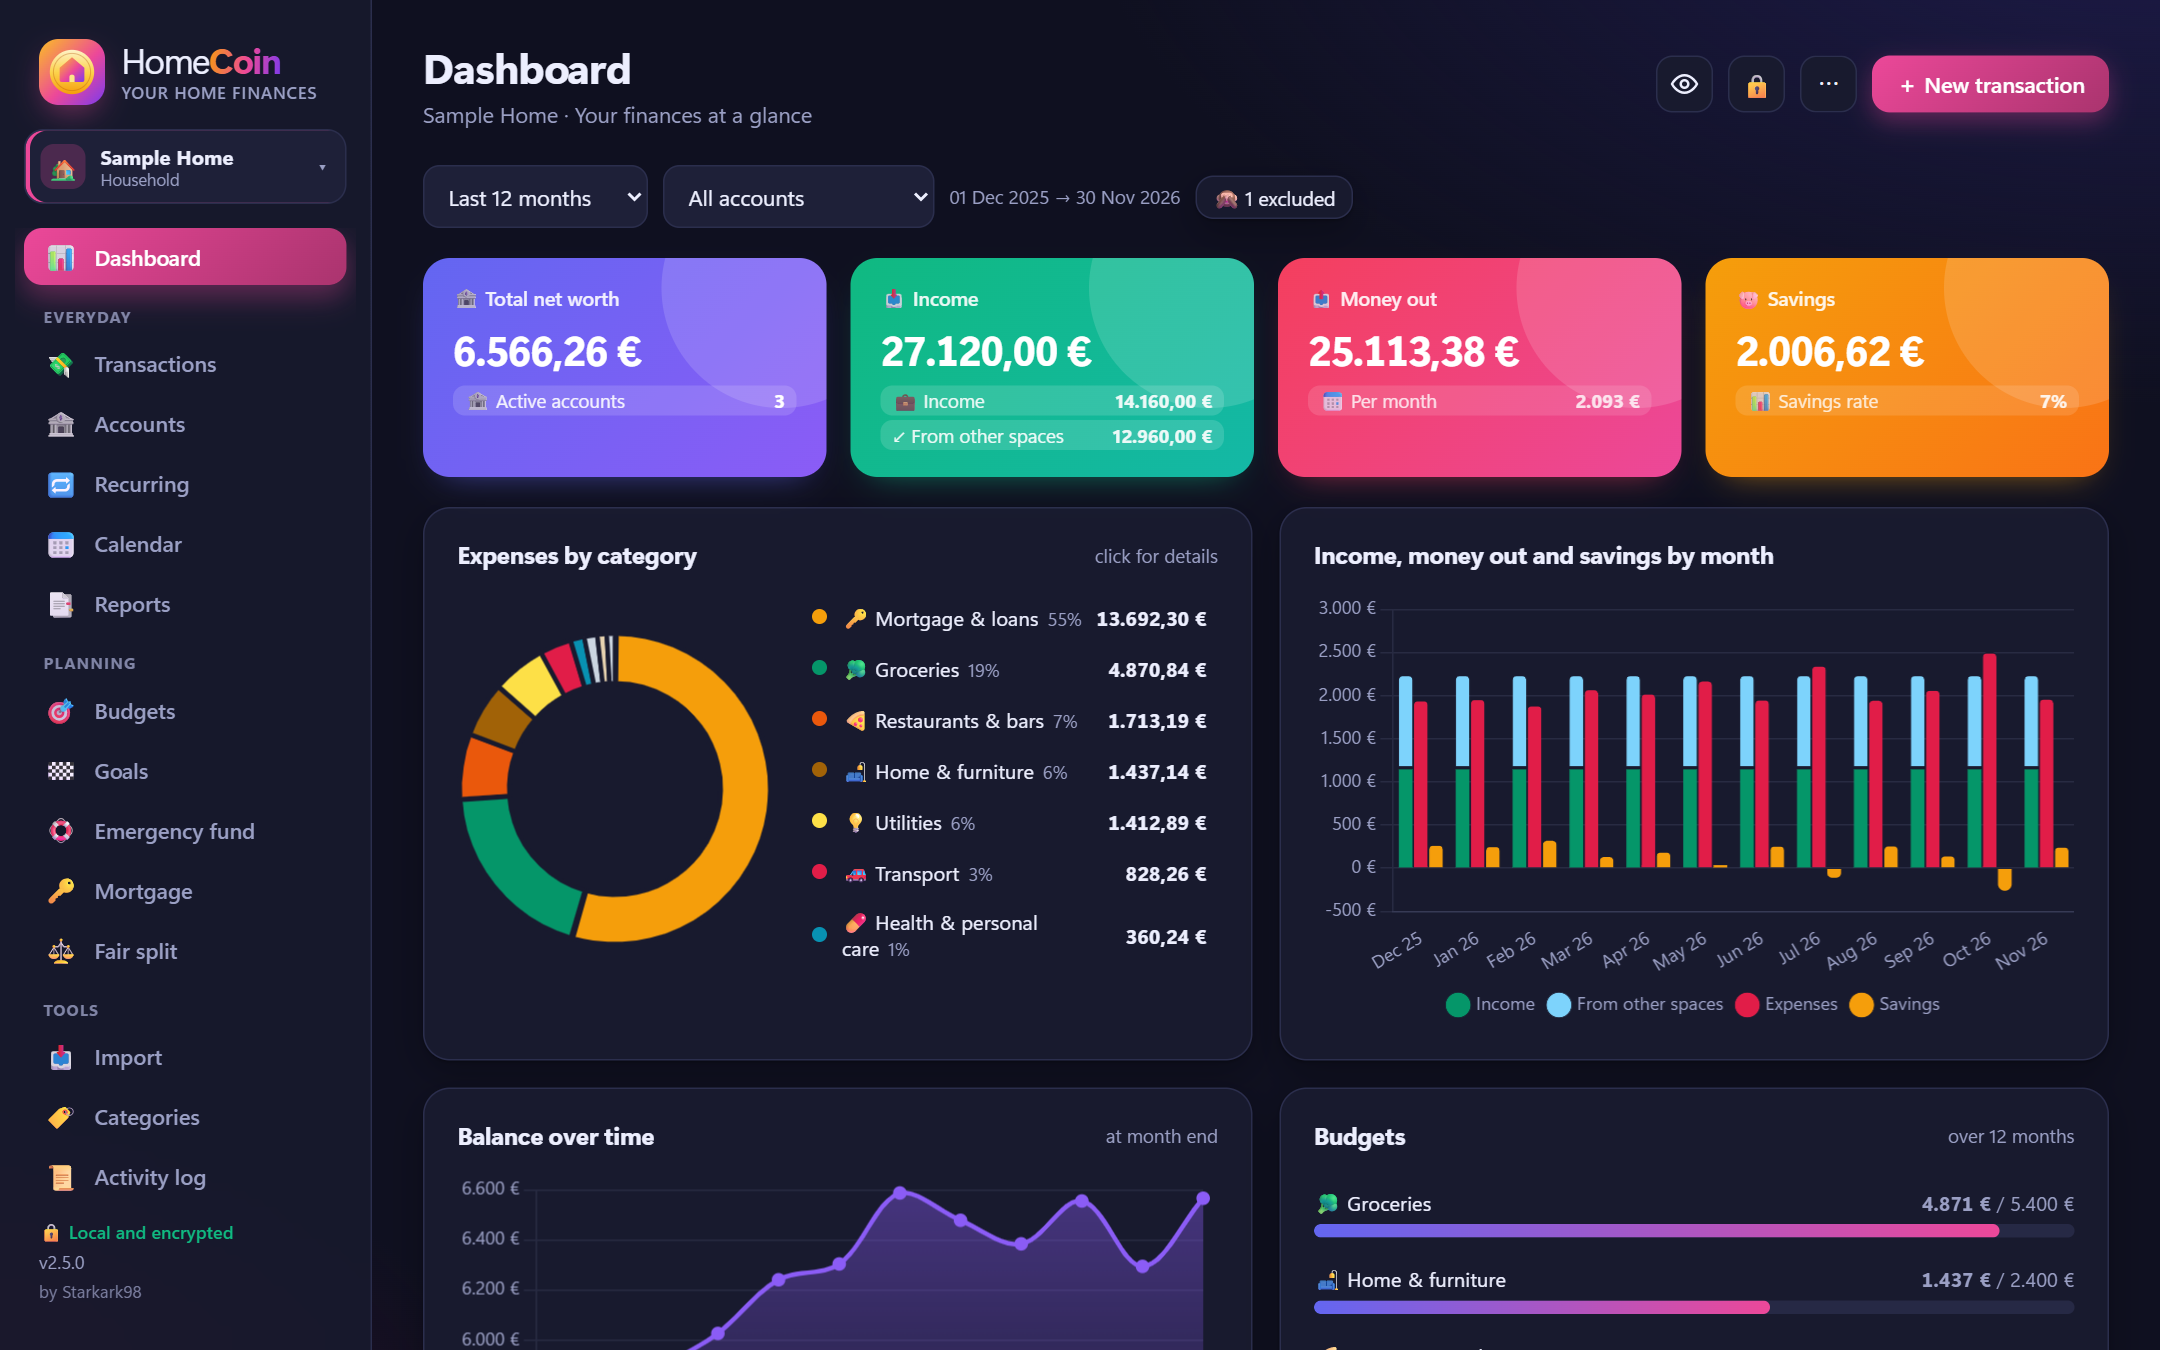 HomeCoin
YOUR HOME FINANCES
Sample Home
Household
Dashboard
EVERYDAY
Transactions
Accounts
Recurring
Calendar
Reports
PLANNING
Budgets
Goals
Emergency fund
Mortgage
Fair split
TOOLS
Import
Categories
Activity log
Local and encrypted
v2.5.0
by Starkark98
Dashboard
Sample Home · Your finances at a glance
+ New transaction
Last 12 months
All accounts
01 Dec 2025 → 30 Nov 2026
1 excluded
Total net worth
6.566,26 €
Active accounts 3
Income
27.120,00 €
Income 14.160,00 €
↙ From other spaces 12.960,00 €
Money out
25.113,38 €
Per month 2.093 €
Savings
2.006,62 €
Savings rate 7%
Expenses by category
click for details
Mortgage & loans 55% 13.692,30 €
Groceries 19% 4.870,84 €
Restaurants & bars 7% 1.713,19 €
Home & furniture 6% 1.437,14 €
Utilities 6% 1.412,89 €
Transport 3% 828,26 €
Health & personal
care 1% 360,24 €
Income, money out and savings by month
3.000 €
2.500 €
2.000 €
1.500 €
1.000 €
500 €
0 €
-500 €
Dec 25 Jan 26 Feb 26 Mar 26 Apr 26 May 26 Jun 26 Jul 26 Aug 26 Sep 26 Oct 26 Nov 26
Income From other spaces Expenses Savings
Balance over time
at month end
6.600 €
6.400 €
6.200 €
6.000 €
Budgets
over 12 months
Groceries 4.871 € / 5.400 €
Home & furniture 1.437 € / 2.400 €